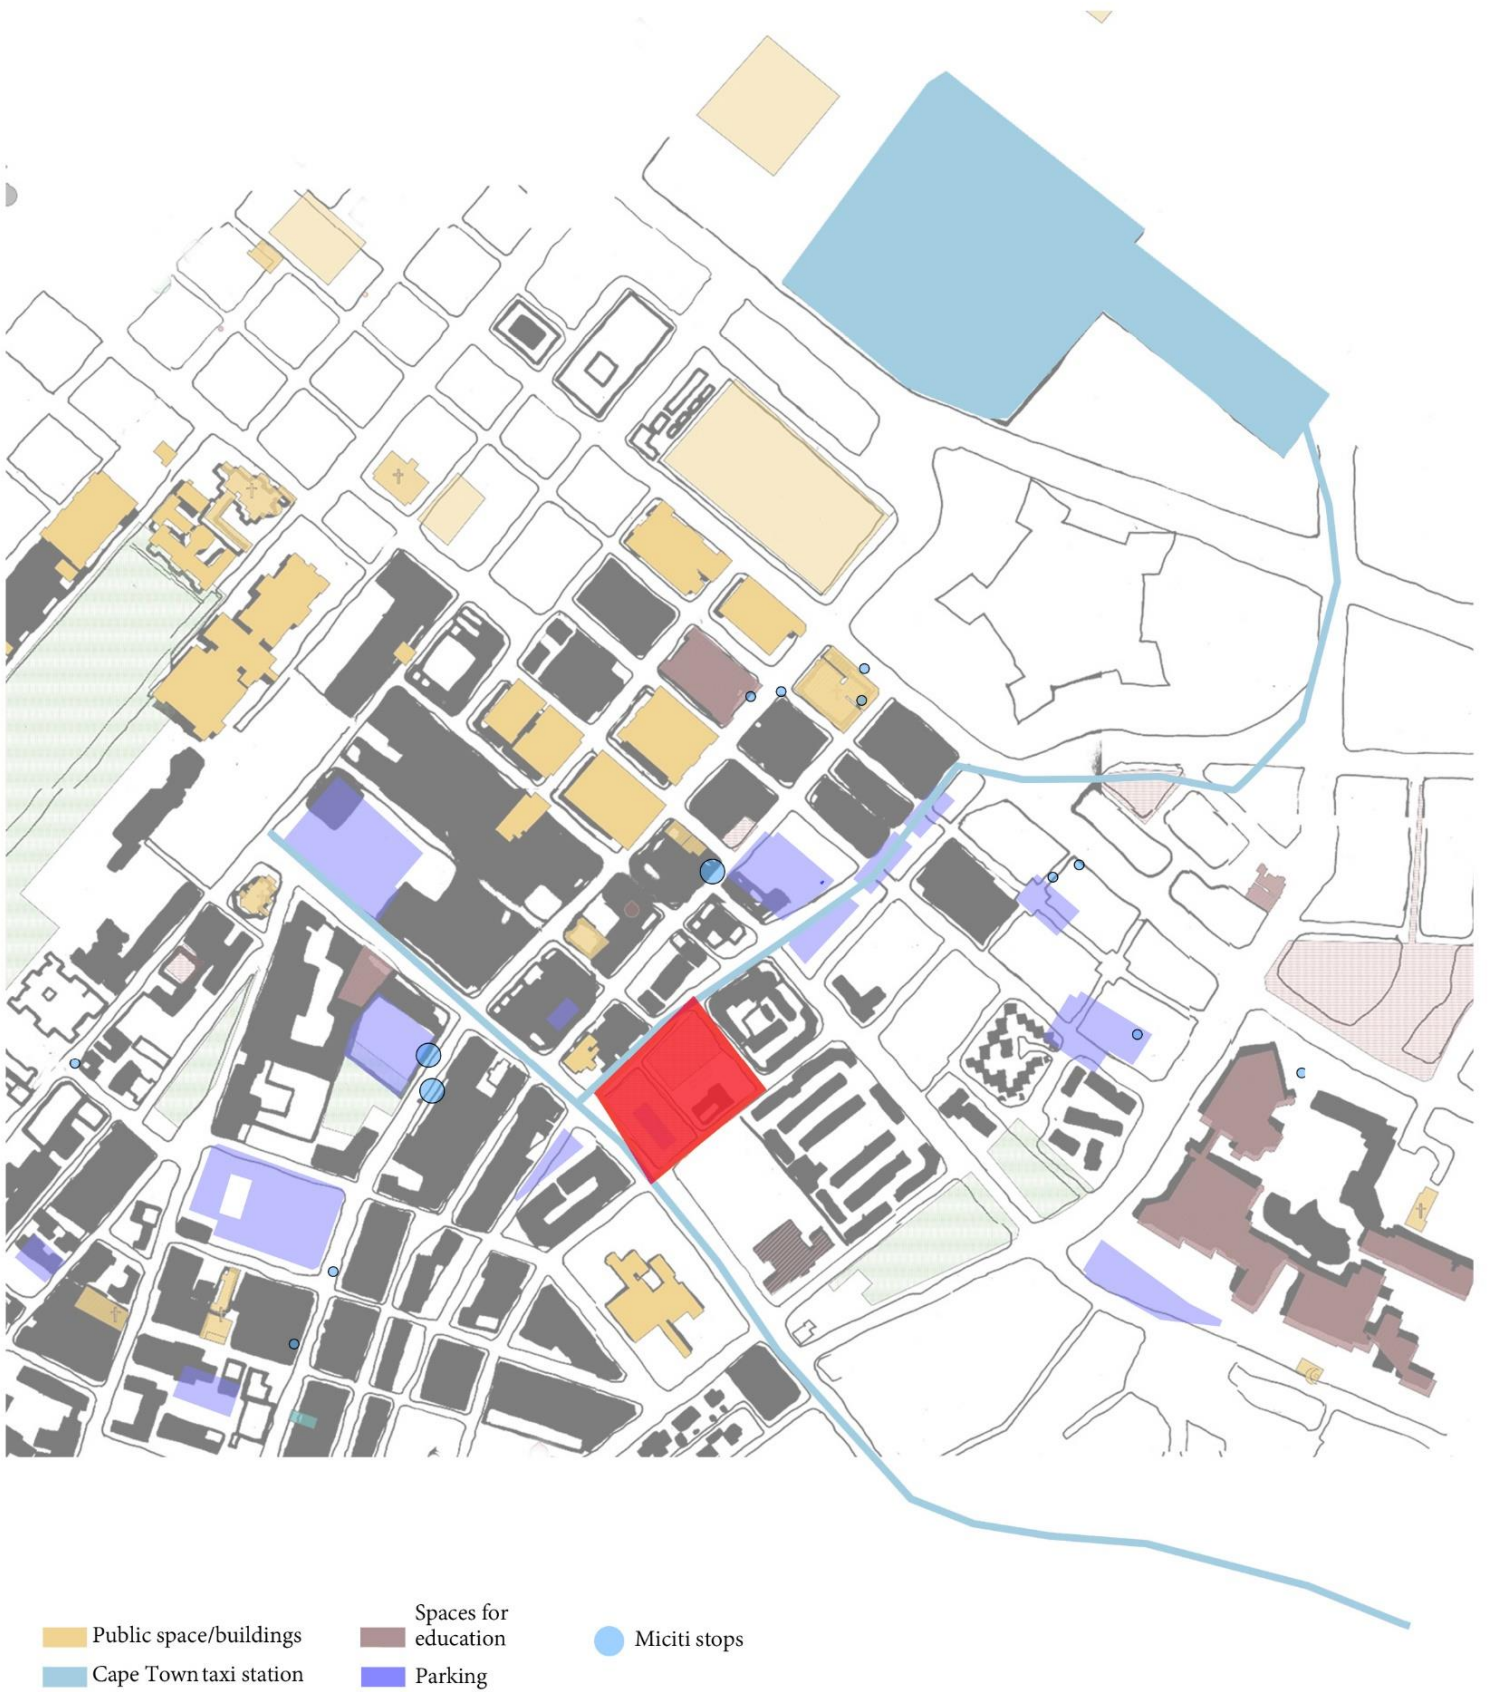 Public space/buildings
Cape Town taxi station
Spaces for
education
Parking
Miciti stops